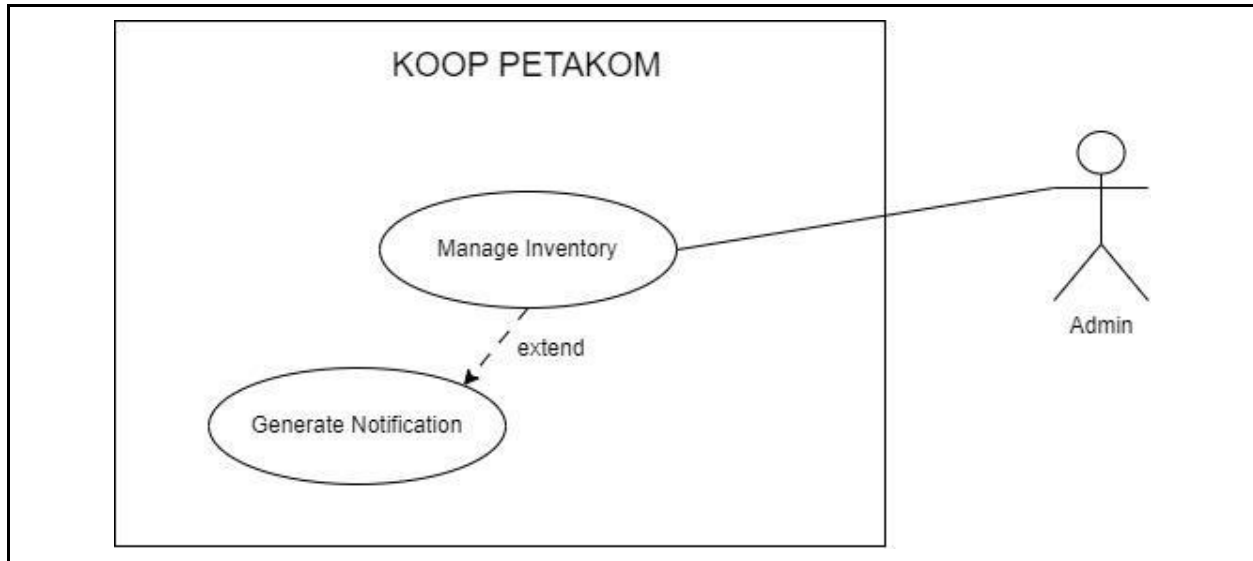 KOOP PETAKOM
Manage Inventory
extend
Admin
Generate Notification